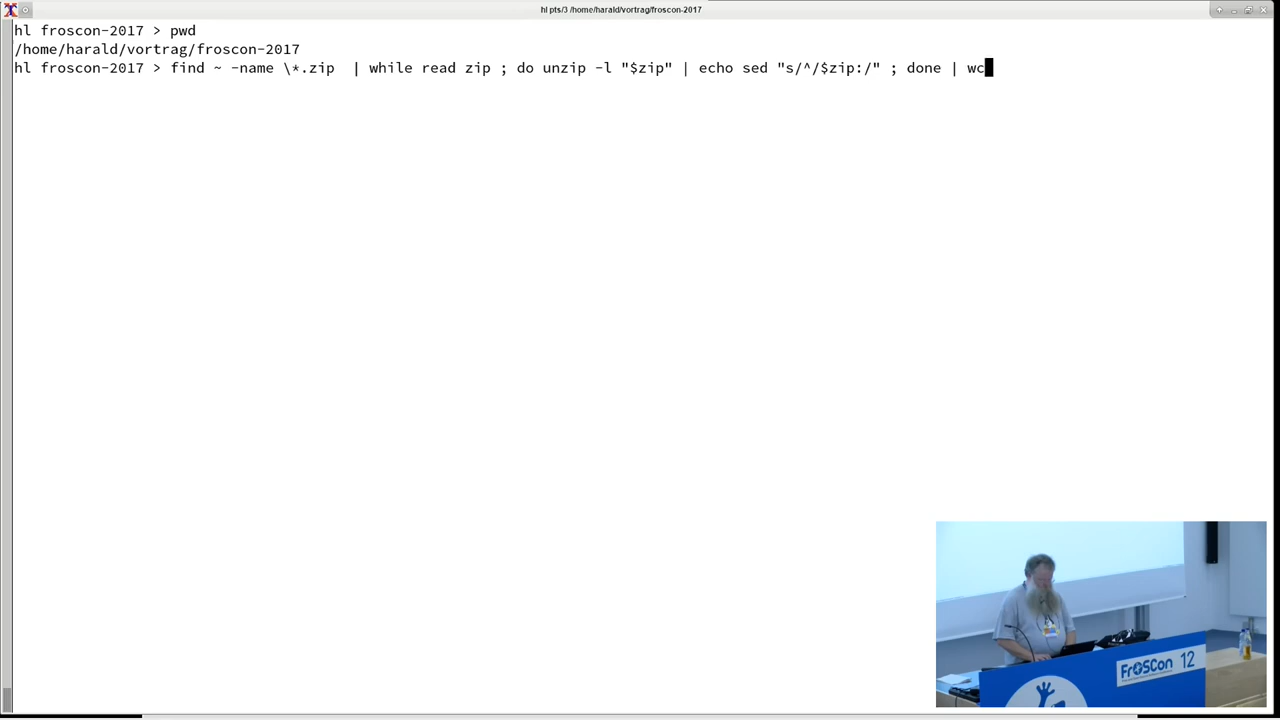 hl pts/3 /home/harald/vortrag/froscon-2017
hl froscon-2017 > pwd
/home/harald/vortrag/froscon-2017
hl froscon-2017 > find ~ -name \*.zip  | while read zip ; do unzip -l "$zip" | echo sed "s/^/$zip:/" ; done | wc
FrOSCon 12